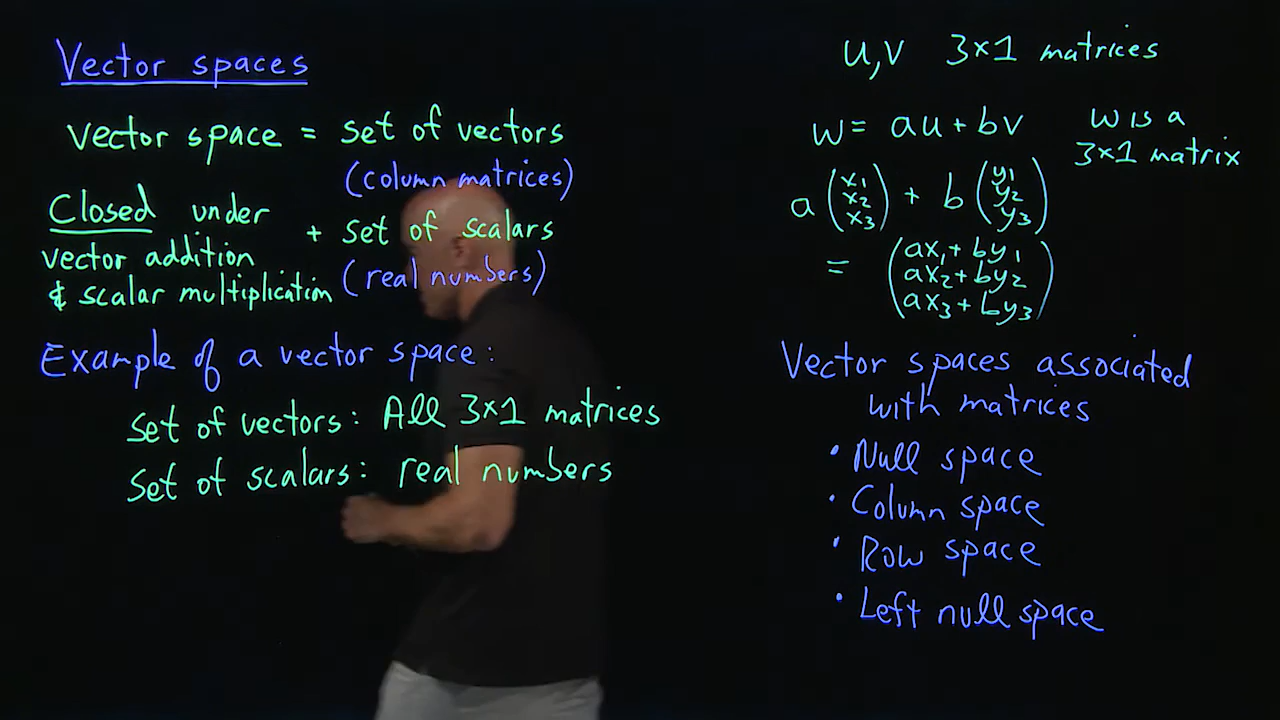 Vector spaces
vector space = set of vectors
(column matrices)
Closed under
vector addition
& scalar multiplication
+ set of scalars
(real numbers)
Example of a vector space:
set of vectors: All 3×1 matrices
set of scalars: real numbers
u,v 3×1 matrices
w= au+bv
w is a
3×1 matrix
a (x₁ x₂ x₃) + b (y₁ y₂ y₃)
= (ax₁+by₁
ax₂+by₂
ax₃+by₃)
Vector spaces associated
with matrices
• Null space
• Column space
• Row space
• Left null space